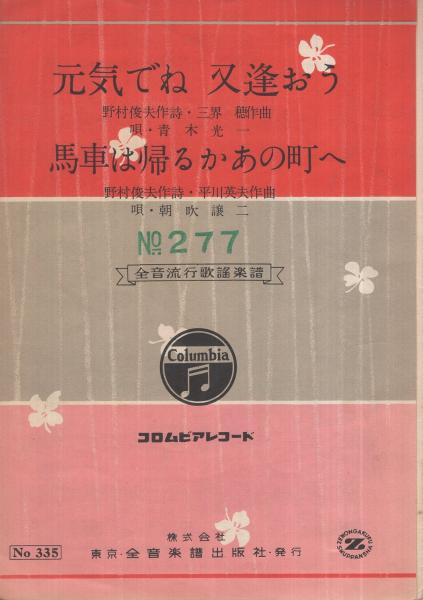 元気でね 又逢おう
野村俊夫作詩・三界 穂作曲
唄・青木光一
馬車は帰るかあの町へ
野村俊夫作詩・平川英夫作曲
唄・朝吹譲二
No 277
全音流行歌謡楽譜
Columbia
コロムビアレコード
株式会社
東京・全音楽譜出版社・発行
No 335
ZENONGAKUFU
SHUPPANSHA